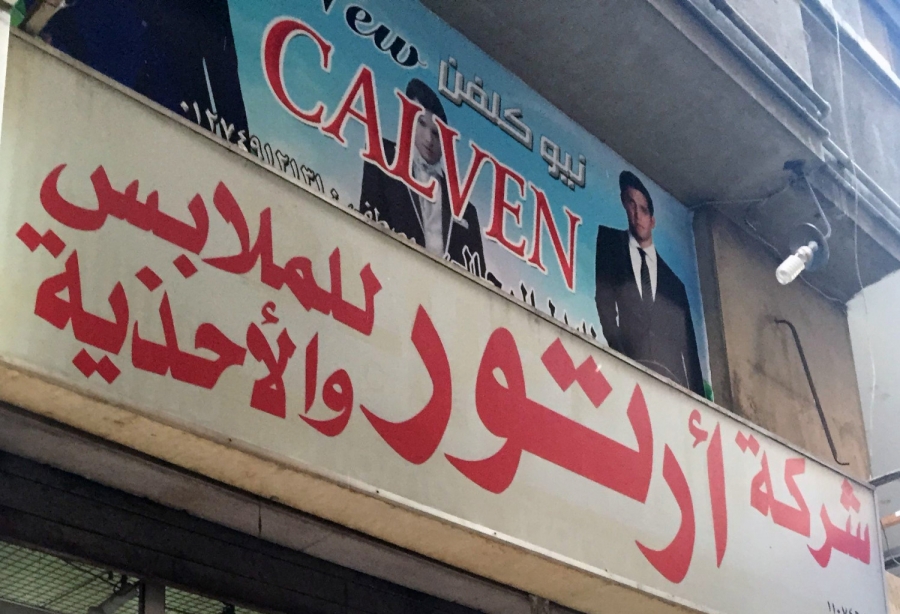 New
نيو كلفن
CALVEN
شركة أرتور للملابس
والأحذية